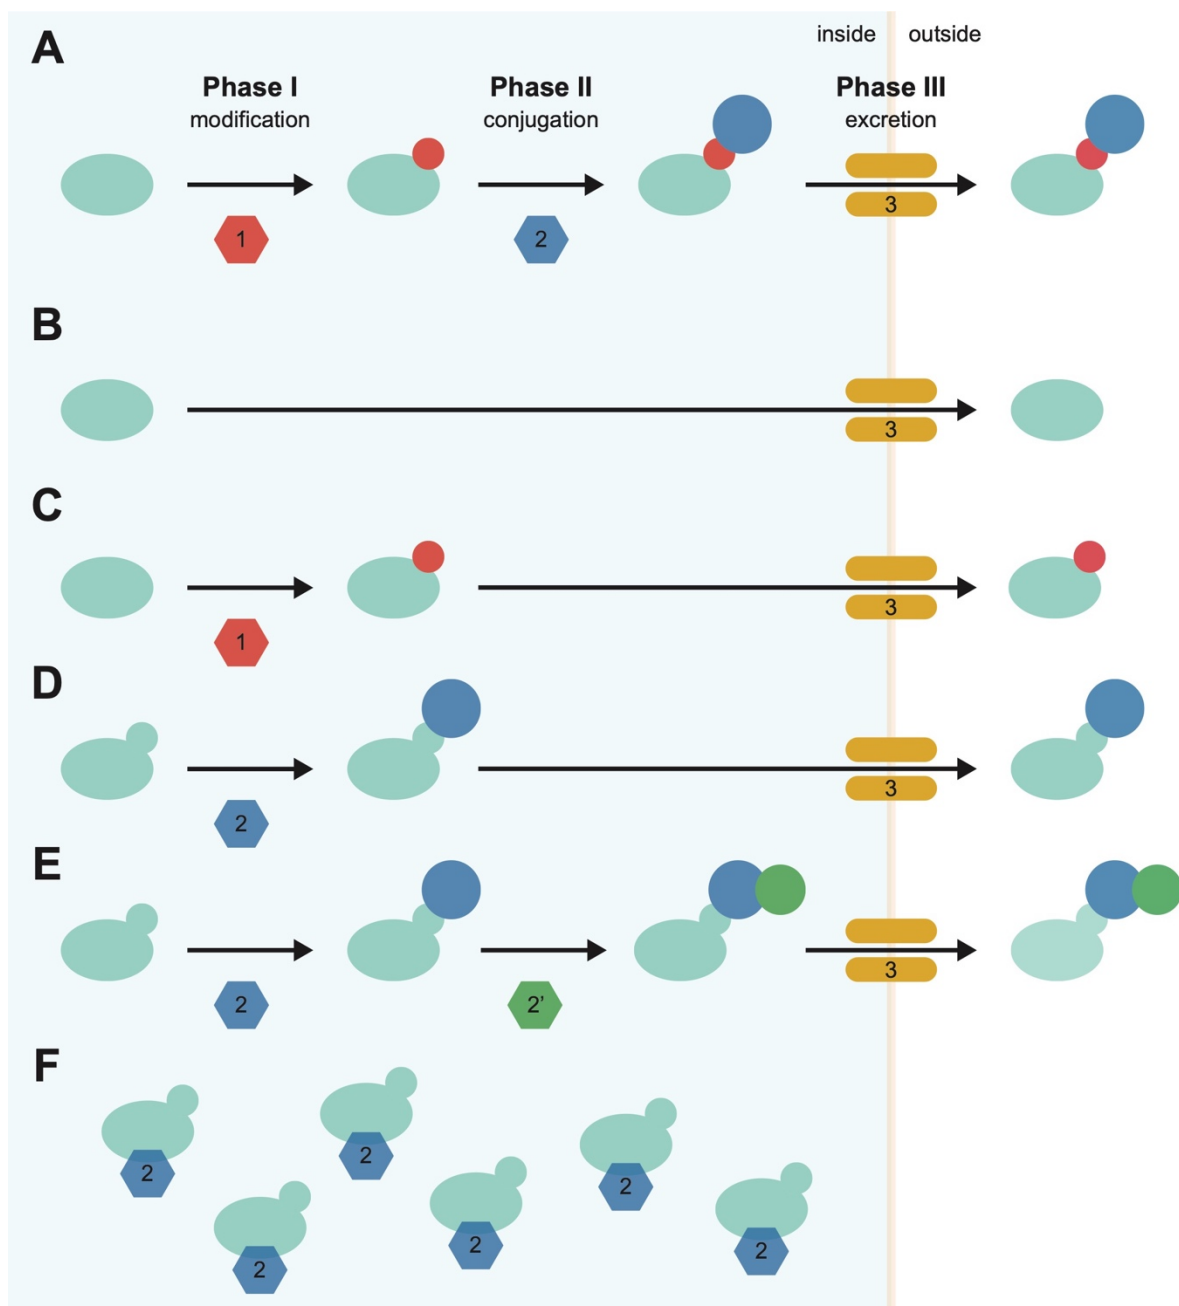 A
inside
outside
Phase I
modification
Phase II
conjugation
Phase III
excretion
1
2
3
B
3
C
1
3
D
2
3
E
2
2’
3
F
2
2
2
2
2
2